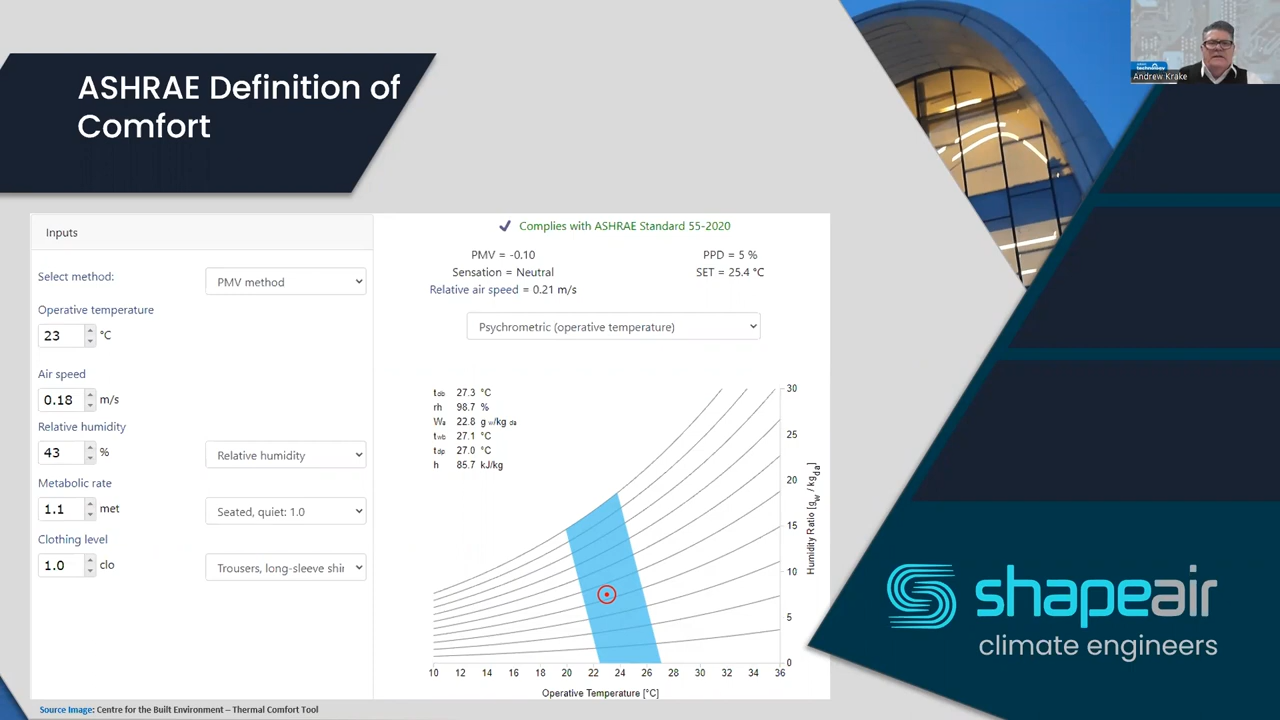 ASHRAE Definition of
Comfort
technology
Andrew Krake
Inputs
Select method:
PMV method
Operative temperature
23 °C
Air speed
0.18 m/s
Relative humidity
43 %
Relative humidity
Metabolic rate
1.1 met
Seated, quiet: 1.0
Clothing level
1.0 clo
Trousers, long-sleeve shir
Complies with ASHRAE Standard 55-2020
PMV = -0.10
PPD = 5 %
Sensation = Neutral
SET = 25.4 °C
Relative air speed = 0.21 m/s
Psychrometric (operative temperature)
tdb 27.3 °C
rh 98.7 %
Wa 22.8 g w/kg da
twb 27.1 °C
tdp 27.0 °C
h 85.7 kJ/kg
30
25
20
15
10
5
0
Humidity Ratio [gw / kgda]
10 12 14 16 18 20 22 24 26 28 30 32 34 36
Operative Temperature [°C]
shapeair
climate engineers
Source Image: Centre for the Built Environment – Thermal Comfort Tool